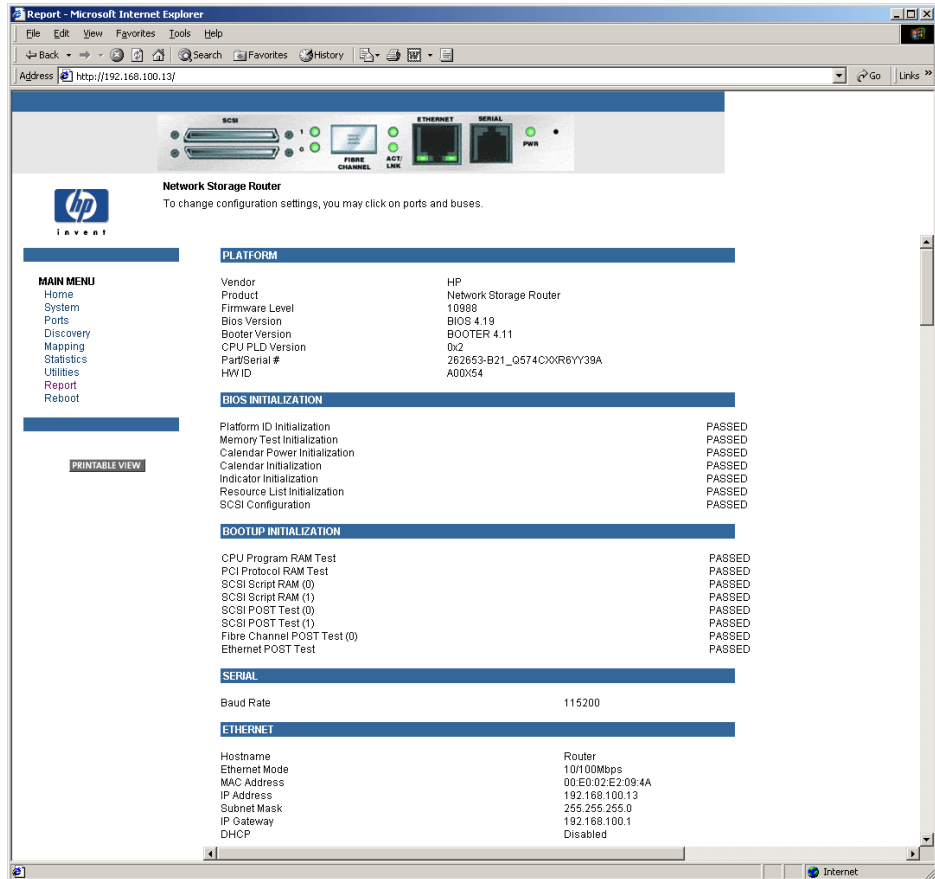 Report - Microsoft Internet Explorer
File Edit View Favorites Tools Help
Back Search Favorites History
Address http://192.168.100.13/ Go Links »
SCSI 1 0 FIBRE CHANNEL ACT/ LNK ETHERNET SERIAL PWR
hp
invent
Network Storage Router
To change configuration settings, you may click on ports and buses.
MAIN MENU
Home
System
Ports
Discovery
Mapping
Statistics
Utilities
Report
Reboot
PRINTABLE VIEW
PLATFORM
Vendor HP
Product Network Storage Router
Firmware Level 10988
Bios Version BIOS 4.19
Booter Version BOOTER 4.11
CPU PLD Version 0x2
Part/Serial # 262653-B21_Q574CXXR6YY39A
HW ID A00X54
BIOS INITIALIZATION
Platform ID Initialization PASSED
Memory Test Initialization PASSED
Calendar Power Initialization PASSED
Calendar Initialization PASSED
Indicator Initialization PASSED
Resource List Initialization PASSED
SCSI Configuration PASSED
BOOTUP INITIALIZATION
CPU Program RAM Test PASSED
PCI Protocol RAM Test PASSED
SCSI Script RAM (0) PASSED
SCSI Script RAM (1) PASSED
SCSI POST Test (0) PASSED
SCSI POST Test (1) PASSED
Fibre Channel POST Test (0) PASSED
Ethernet POST Test PASSED
SERIAL
Baud Rate 115200
ETHERNET
Hostname Router
Ethernet Mode 10/100Mbps
MAC Address 00:E0:02:E2:09:4A
IP Address 192.168.100.13
Subnet Mask 255.255.255.0
IP Gateway 192.168.100.1
DHCP Disabled
Internet